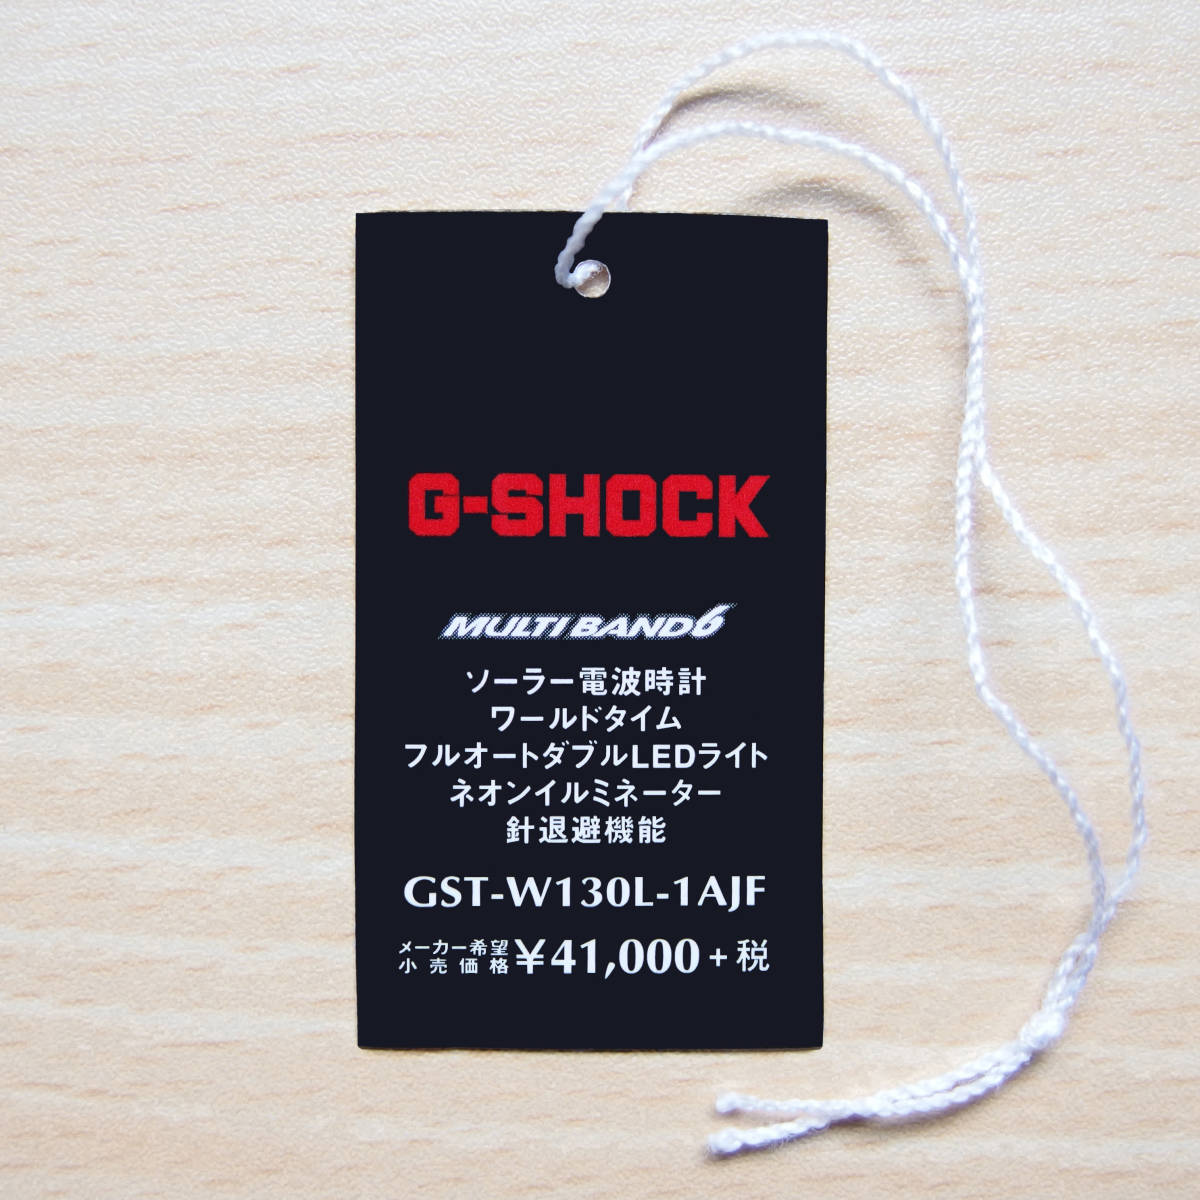 G-SHOCK
MULTI BAND 6
ソーラー電波時計
ワールドタイム
フルオートダブルLEDライト
ネオンイルミネーター
針退避機能
GST-W130L-1AJF
メーカー希望
小売価格 ¥41,000+税